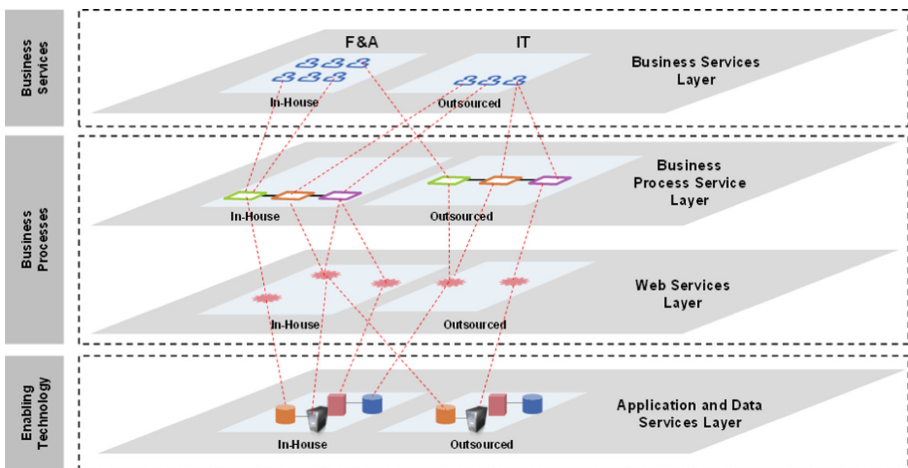 Business
Services
F&A
IT
Business Services
Layer
In-House
Outsourced
Business
Processes
Business
Process Service
Layer
In-House
Outsourced
Web Services
Layer
In-House
Outsourced
Enabling
Technology
Application and Data
Services Layer
In-House
Outsourced